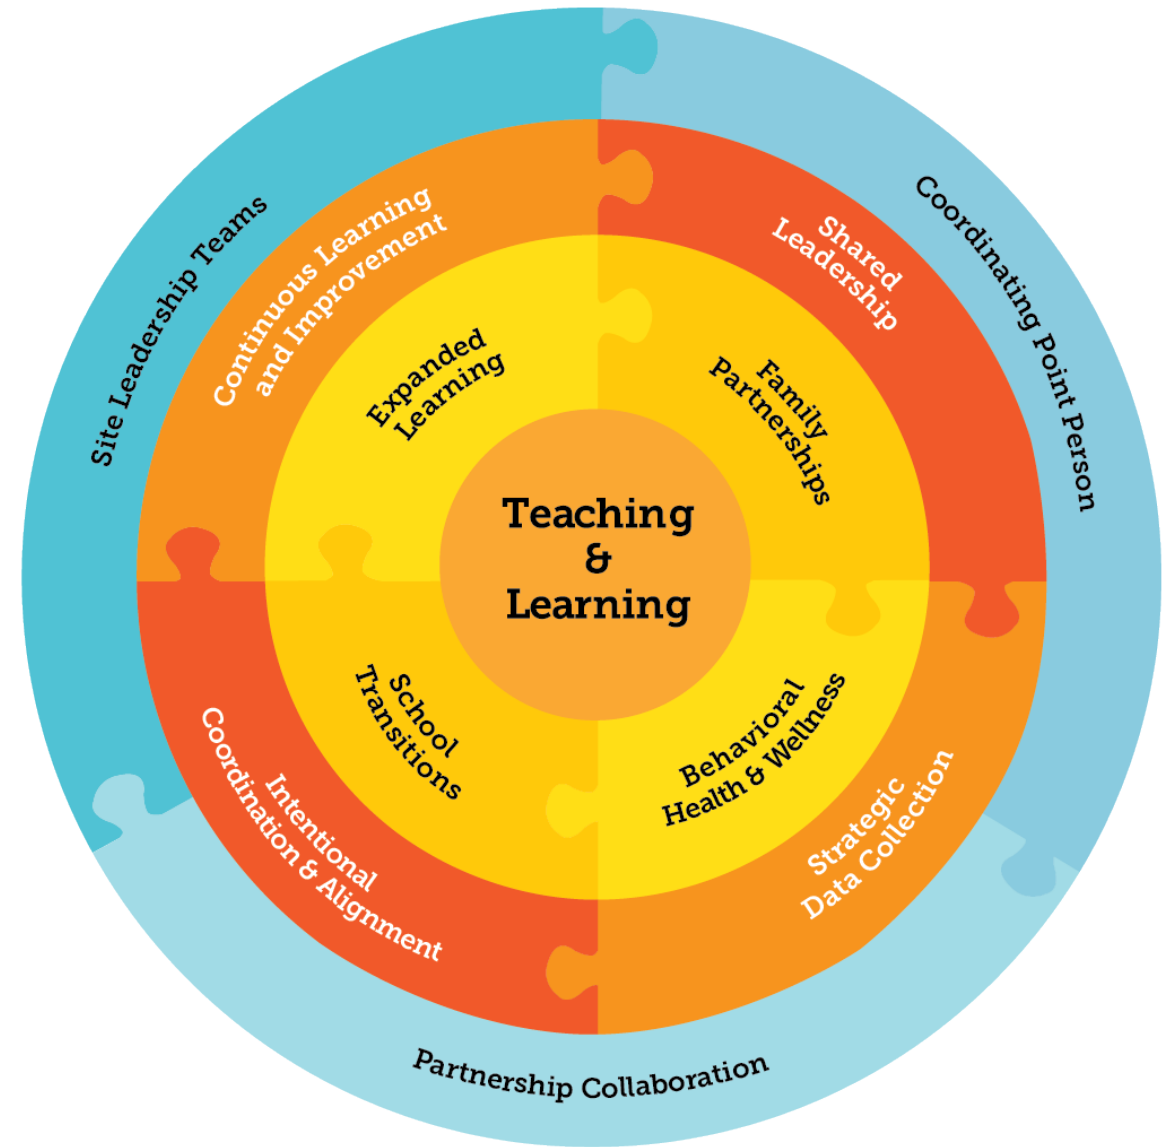 Site Leadership Teams
Coordinating Point Person
Partnership Collaboration
Continuous Learning
and Improvement
Shared
Leadership
Intentional
Coordination & Alignment
Strategic
Data Collection
Expanded
Learning
Family
Partnerships
School
Transitions
Behavioral
Health & Wellness
Teaching
&
Learning